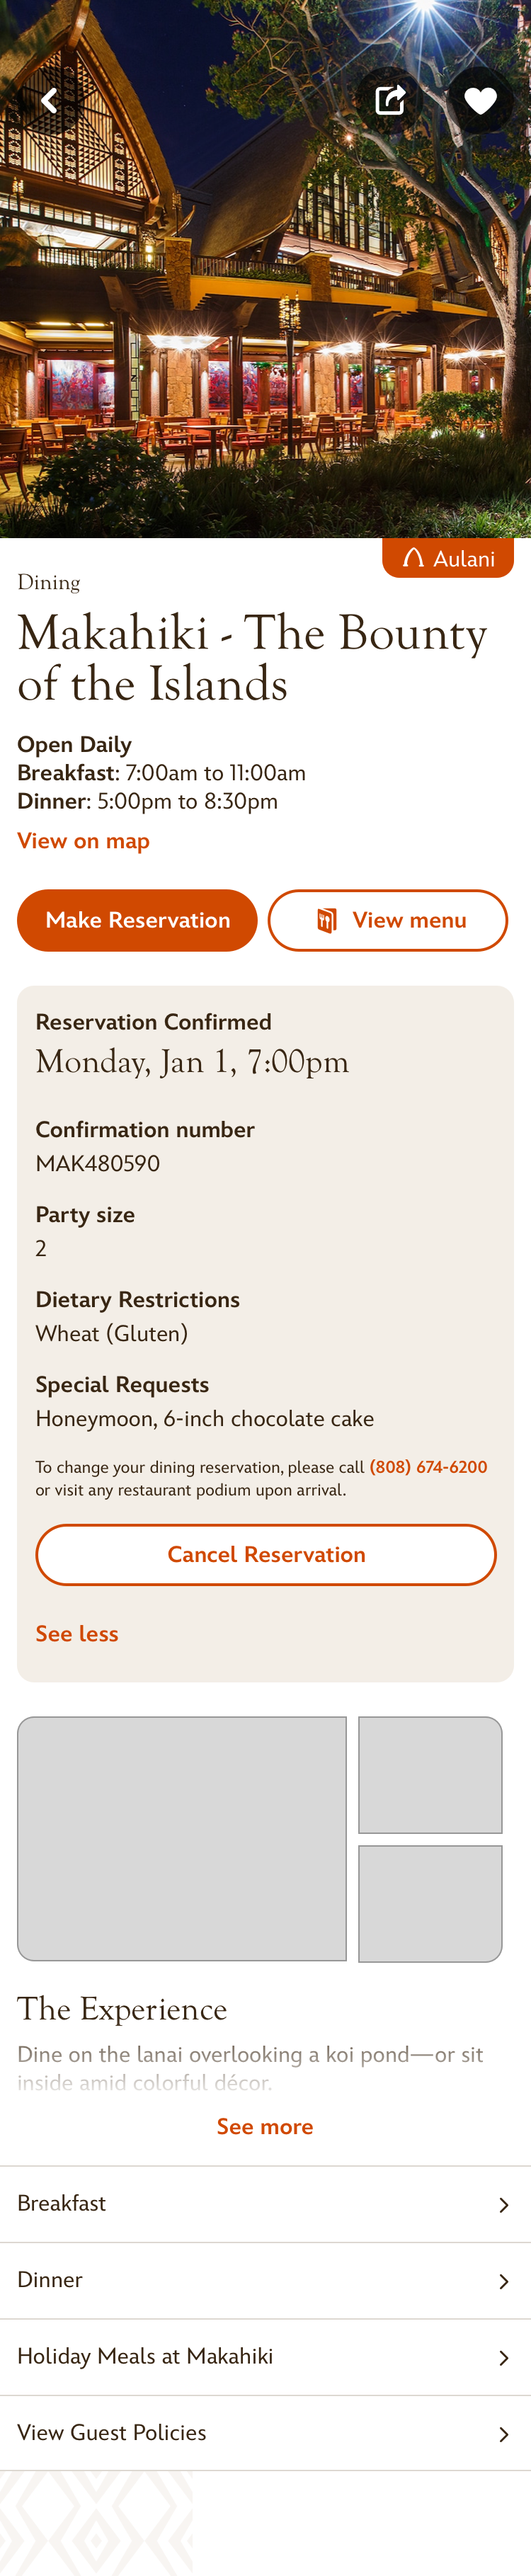 Aulani
Dining
Makahiki - The Bounty
of the Islands
Open Daily
Breakfast: 7:00am to 11:00am
Dinner: 5:00pm to 8:30pm
View on map
Make Reservation
View menu
Reservation Confirmed
Monday, Jan 1, 7:00pm
Confirmation number
MAK480590
Party size
2
Dietary Restrictions
Wheat (Gluten)
Special Requests
Honeymoon, 6-inch chocolate cake
To change your dining reservation, please call (808) 674-6200
or visit any restaurant podium upon arrival.
Cancel Reservation
See less
The Experience
Dine on the lanai overlooking a koi pond—or sit
inside amid colorful décor.
See more
Breakfast
Dinner
Holiday Meals at Makahiki
View Guest Policies